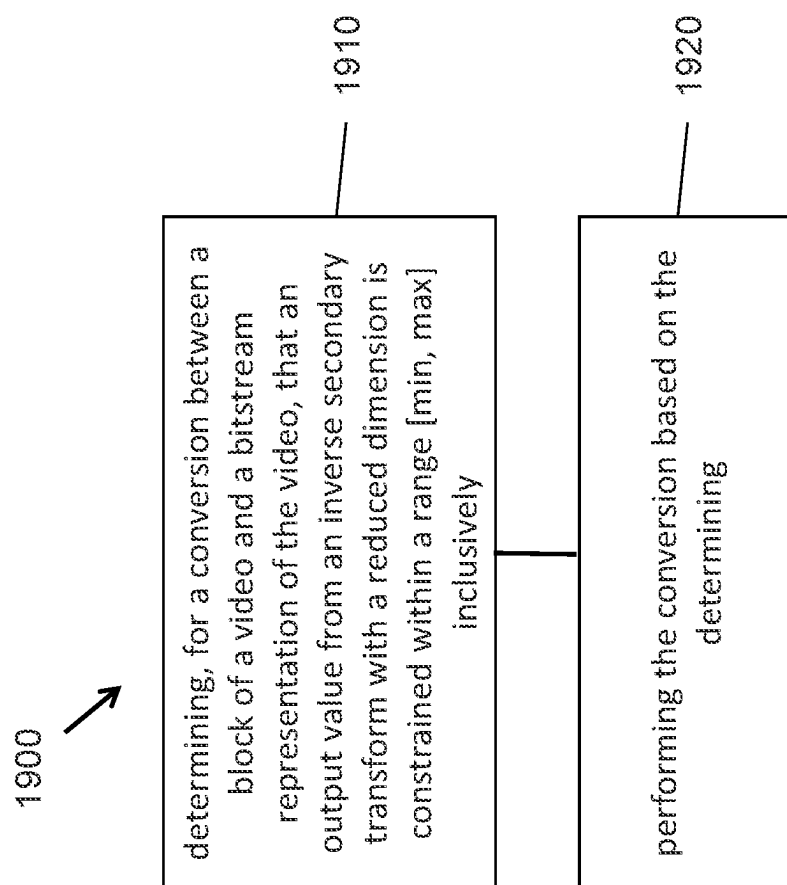 1900
determining, for a conversion between a
block of a video and a bitstream
representation of the video, that an
output value from an inverse secondary
transform with a reduced dimension is
constrained within a range [min, max]
inclusively
1910
performing the conversion based on the
determining
1920